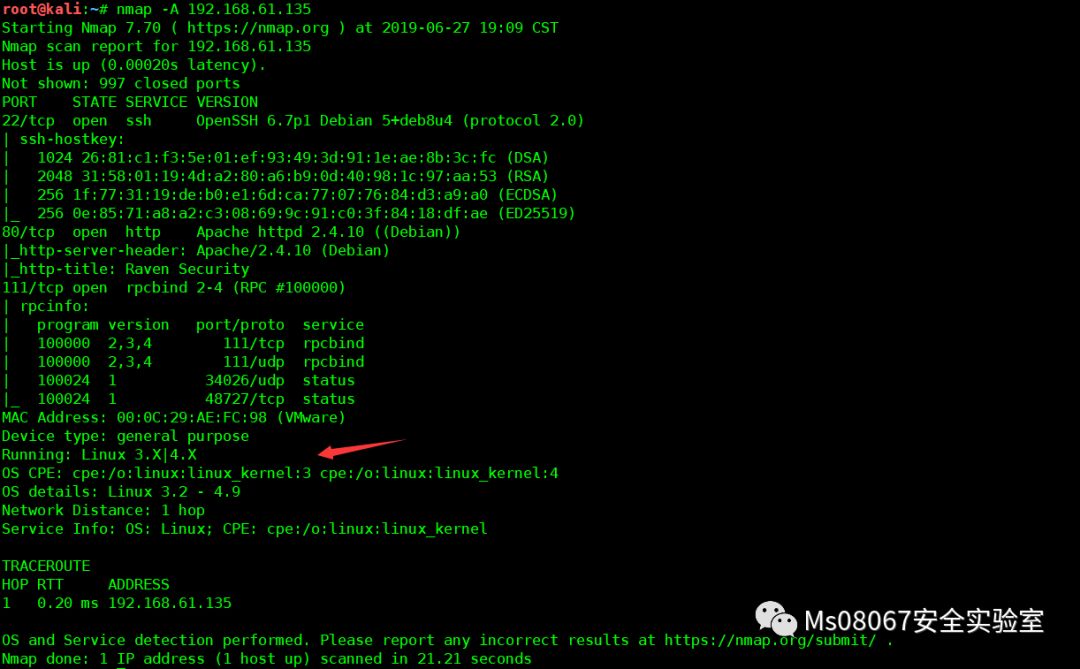 root@kali:~# nmap -A 192.168.61.135
Starting Nmap 7.70 ( https://nmap.org ) at 2019-06-27 19:09 CST
Nmap scan report for 192.168.61.135
Host is up (0.00020s latency).
Not shown: 997 closed ports
PORT    STATE SERVICE VERSION
22/tcp  open  ssh     OpenSSH 6.7p1 Debian 5+deb8u4 (protocol 2.0)
| ssh-hostkey:
|   1024 26:81:c1:f3:5e:01:ef:93:49:3d:91:1e:ae:8b:3c:fc (DSA)
|   2048 31:58:01:19:4d:a2:80:a6:b9:0d:40:98:1c:97:aa:53 (RSA)
|   256 1f:77:31:19:de:b0:e1:6d:ca:77:07:76:84:d3:a9:a0 (ECDSA)
|_  256 0e:85:71:a8:a2:c3:08:69:9c:91:c0:3f:84:18:df:ae (ED25519)
80/tcp  open  http    Apache httpd 2.4.10 ((Debian))
|_http-server-header: Apache/2.4.10 (Debian)
|_http-title: Raven Security
111/tcp open  rpcbind 2-4 (RPC #100000)
| rpcinfo:
|   program version   port/proto  service
|   100000  2,3,4        111/tcp  rpcbind
|   100000  2,3,4        111/udp  rpcbind
|   100024  1          34026/udp  status
|_  100024  1          48727/tcp  status
MAC Address: 00:0C:29:AE:FC:98 (VMware)
Device type: general purpose
Running: Linux 3.X|4.X
OS CPE: cpe:/o:linux:linux_kernel:3 cpe:/o:linux:linux_kernel:4
OS details: Linux 3.2 - 4.9
Network Distance: 1 hop
Service Info: OS: Linux; CPE: cpe:/o:linux:linux_kernel
TRACEROUTE
HOP RTT     ADDRESS
1   0.20 ms 192.168.61.135
Ms08067安全实验室
OS and Service detection performed. Please report any incorrect results at https://nmap.org/submit/ .
Nmap done: 1 IP address (1 host up) scanned in 21.21 seconds